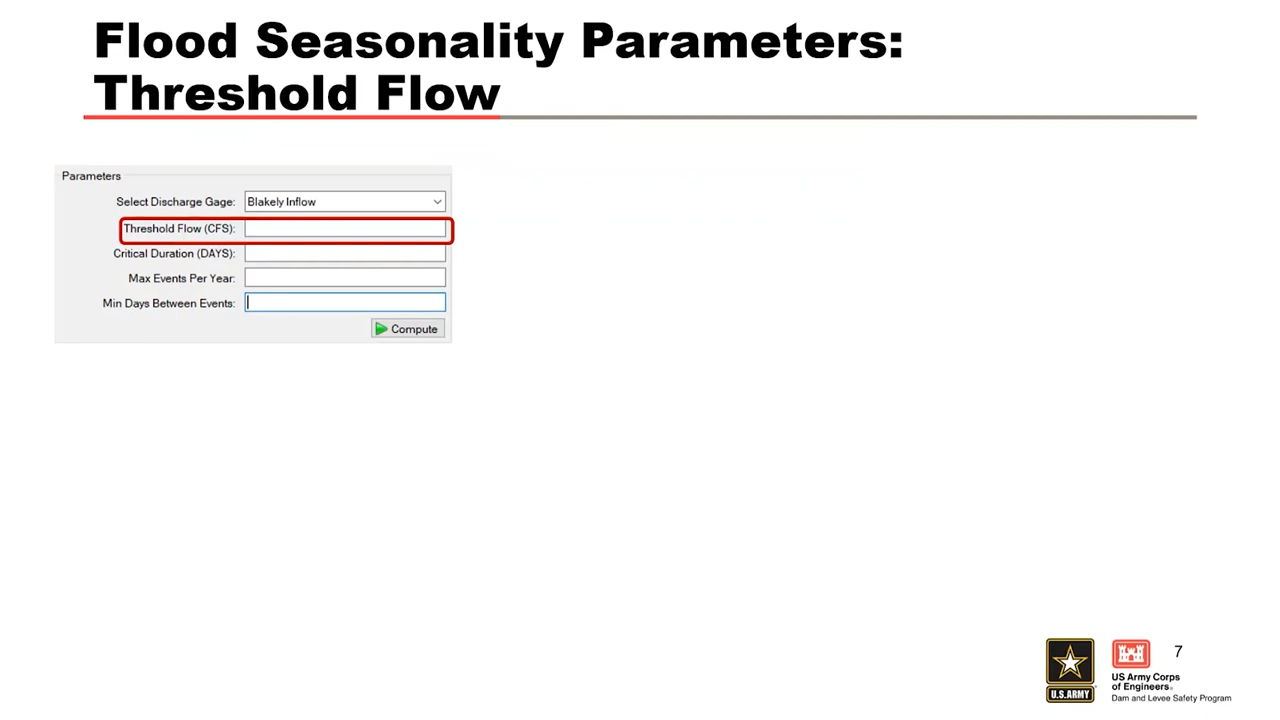 Flood Seasonality Parameters:
Threshold Flow
Parameters
Select Discharge Gage: Blakely Inflow
Threshold Flow (CFS):
Critical Duration (DAYS):
Max Events Per Year:
Min Days Between Events:
Compute
U.S.ARMY
US Army Corps
of Engineers®
Dam and Levee Safety Program
7